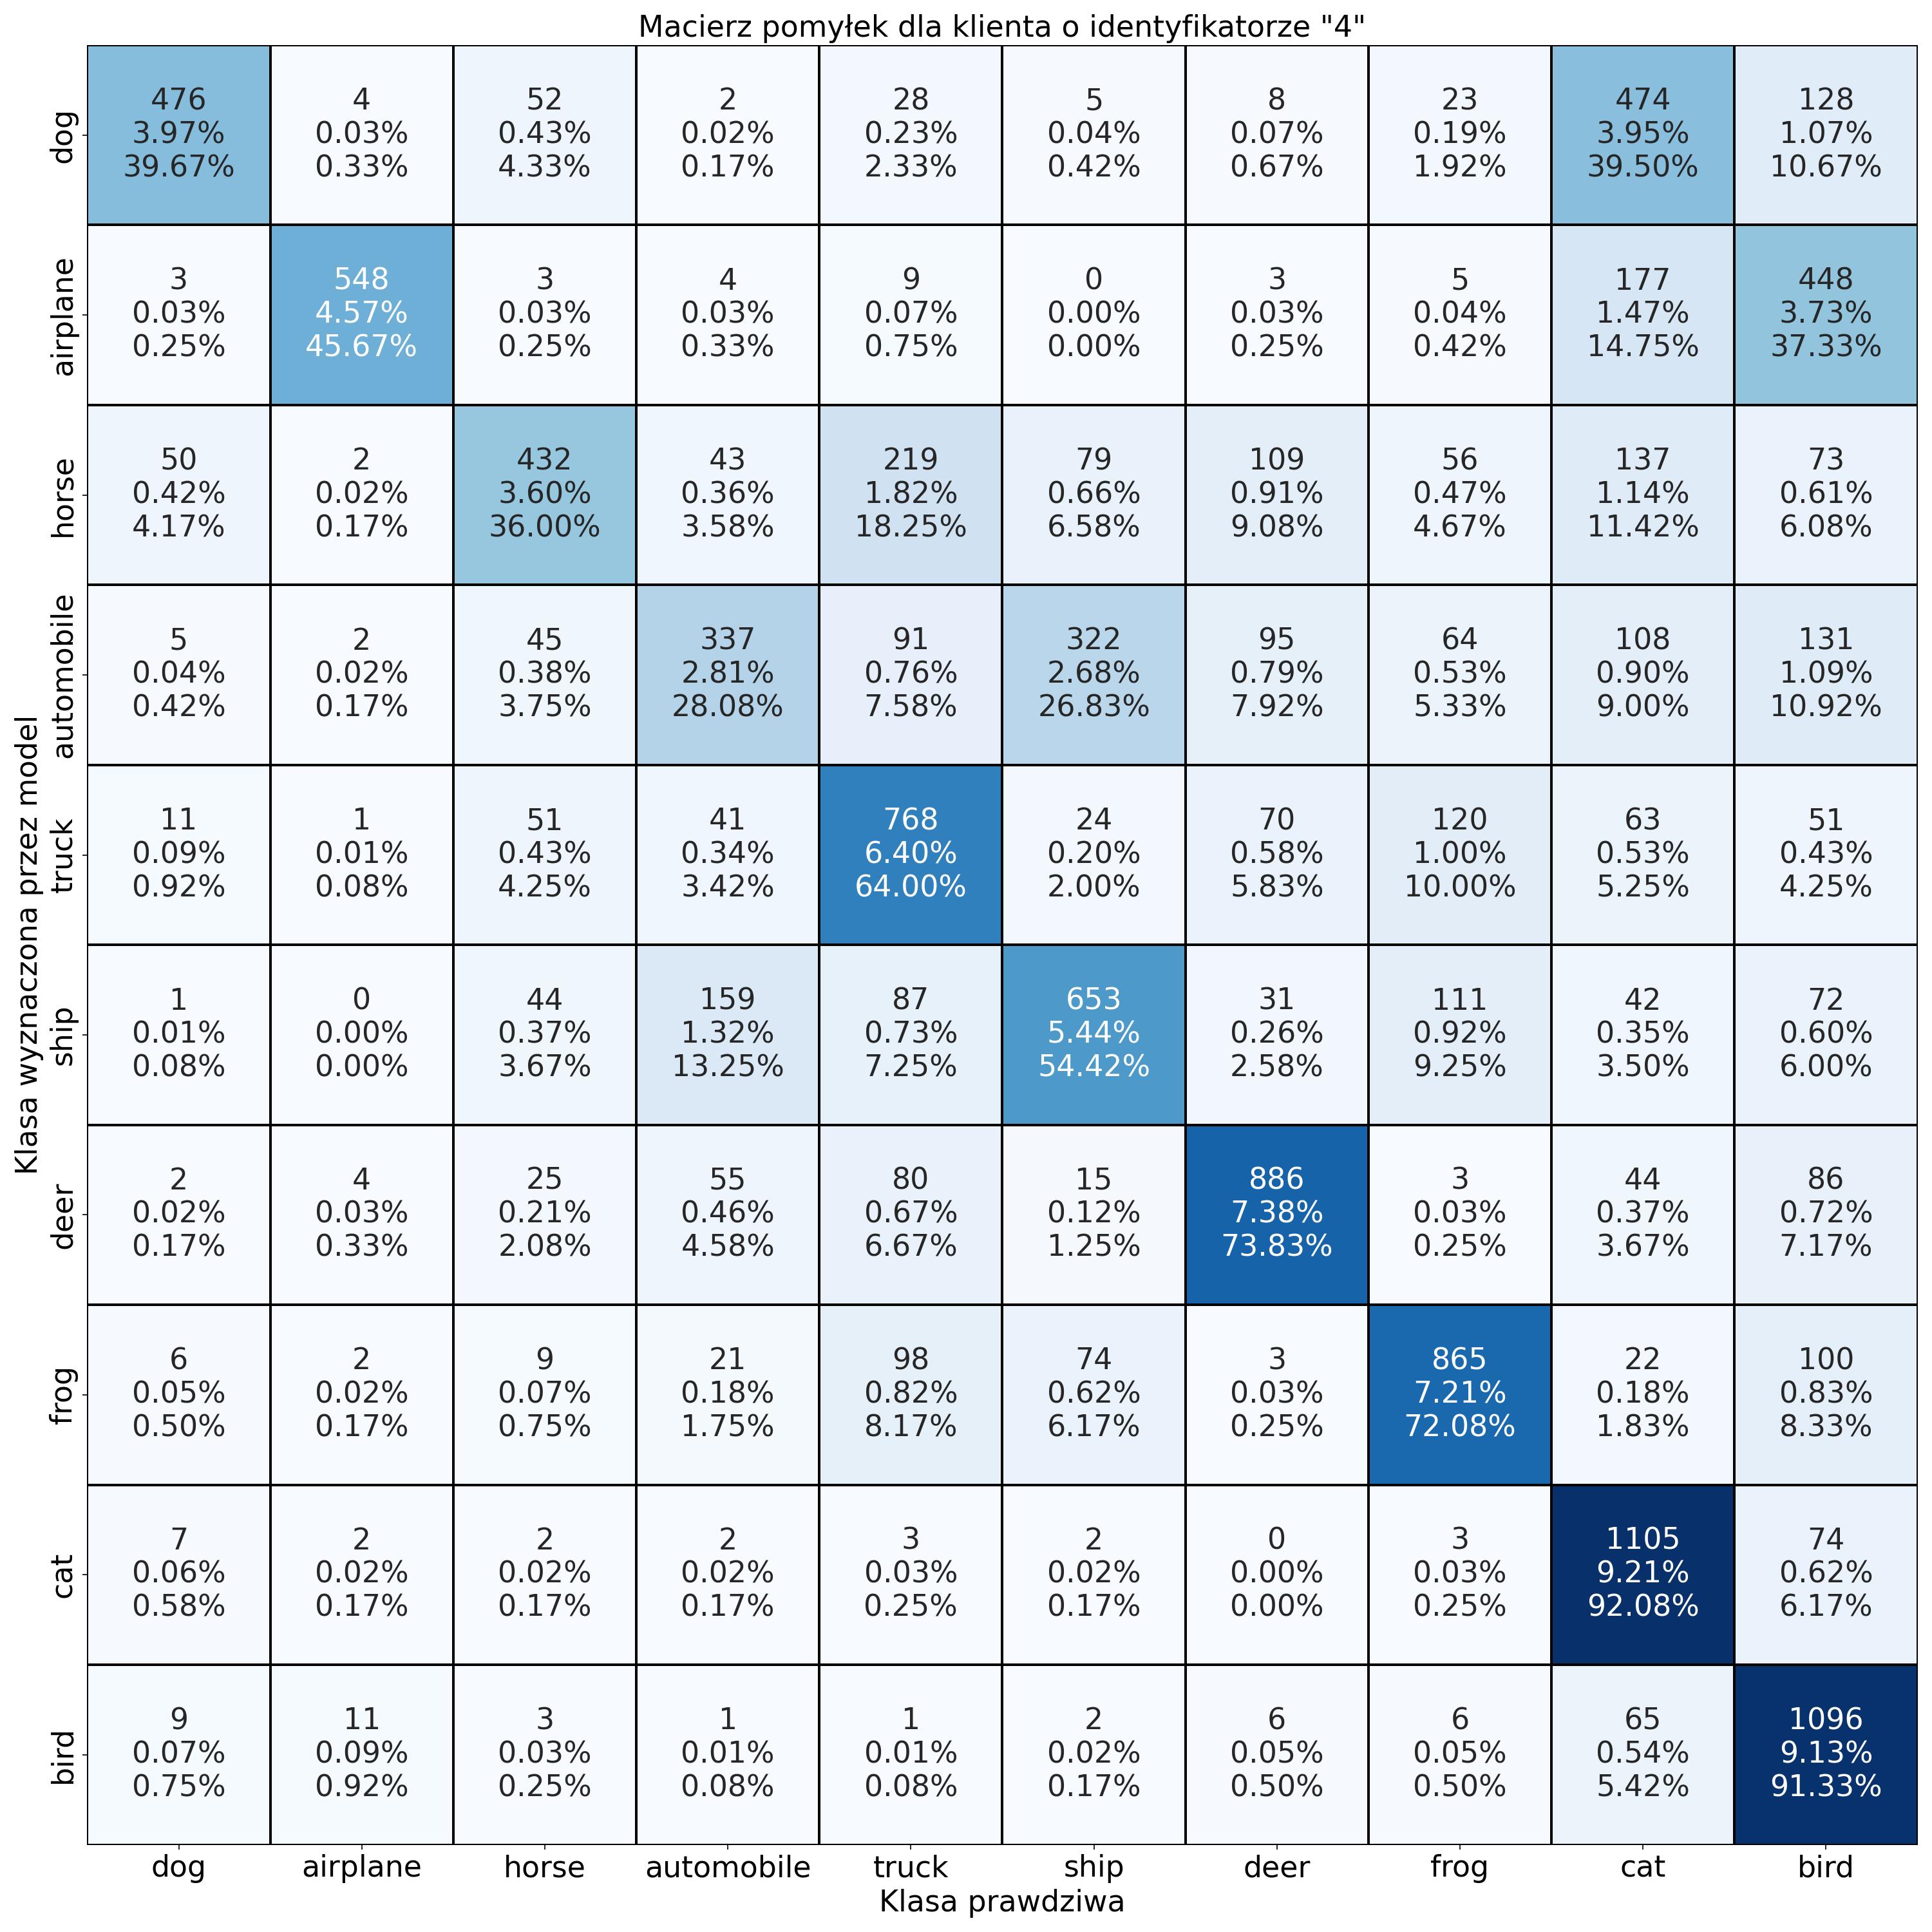 Macierz pomyłek dla klienta o identyfikatorze "4"
Klasa wyznaczona przez model
dog
476 4 52 2 28 5 8 23 474 128
3.97% 0.03% 0.43% 0.02% 0.23% 0.04% 0.07% 0.19% 3.95% 1.07%
39.67% 0.33% 4.33% 0.17% 2.33% 0.42% 0.67% 1.92% 39.50% 10.67%
airplane
3 548 3 4 9 0 3 5 177 448
0.03% 4.57% 0.03% 0.03% 0.07% 0.00% 0.03% 0.04% 1.47% 3.73%
0.25% 45.67% 0.25% 0.33% 0.75% 0.00% 0.25% 0.42% 14.75% 37.33%
horse
50 2 432 43 219 79 109 56 137 73
0.42% 0.02% 3.60% 0.36% 1.82% 0.66% 0.91% 0.47% 1.14% 0.61%
4.17% 0.17% 36.00% 3.58% 18.25% 6.58% 9.08% 4.67% 11.42% 6.08%
automobile
5 2 45 337 91 322 95 64 108 131
0.04% 0.02% 0.38% 2.81% 0.76% 2.68% 0.79% 0.53% 0.90% 1.09%
0.42% 0.17% 3.75% 28.08% 7.58% 26.83% 7.92% 5.33% 9.00% 10.92%
truck
11 1 51 41 768 24 70 120 63 51
0.09% 0.01% 0.43% 0.34% 6.40% 0.20% 0.58% 1.00% 0.53% 0.43%
0.92% 0.08% 4.25% 3.42% 64.00% 2.00% 5.83% 10.00% 5.25% 4.25%
ship
1 0 44 159 87 653 31 111 42 72
0.01% 0.00% 0.37% 1.32% 0.73% 5.44% 0.26% 0.92% 0.35% 0.60%
0.08% 0.00% 3.67% 13.25% 7.25% 54.42% 2.58% 9.25% 3.50% 6.00%
deer
2 4 25 55 80 15 886 3 44 86
0.02% 0.03% 0.21% 0.46% 0.67% 0.12% 7.38% 0.03% 0.37% 0.72%
0.17% 0.33% 2.08% 4.58% 6.67% 1.25% 73.83% 0.25% 3.67% 7.17%
frog
6 2 9 21 98 74 3 865 22 100
0.05% 0.02% 0.07% 0.18% 0.82% 0.62% 0.03% 7.21% 0.18% 0.83%
0.50% 0.17% 0.75% 1.75% 8.17% 6.17% 0.25% 72.08% 1.83% 8.33%
cat
7 2 2 2 3 2 0 3 1105 74
0.06% 0.02% 0.02% 0.02% 0.03% 0.02% 0.00% 0.03% 9.21% 0.62%
0.58% 0.17% 0.17% 0.17% 0.25% 0.17% 0.00% 0.25% 92.08% 6.17%
bird
9 11 3 1 1 2 6 6 65 1096
0.07% 0.09% 0.03% 0.01% 0.01% 0.02% 0.05% 0.05% 0.54% 9.13%
0.75% 0.92% 0.25% 0.08% 0.08% 0.17% 0.50% 0.50% 5.42% 91.33%
dog airplane horse automobile truck ship deer frog cat bird
Klasa prawdziwa